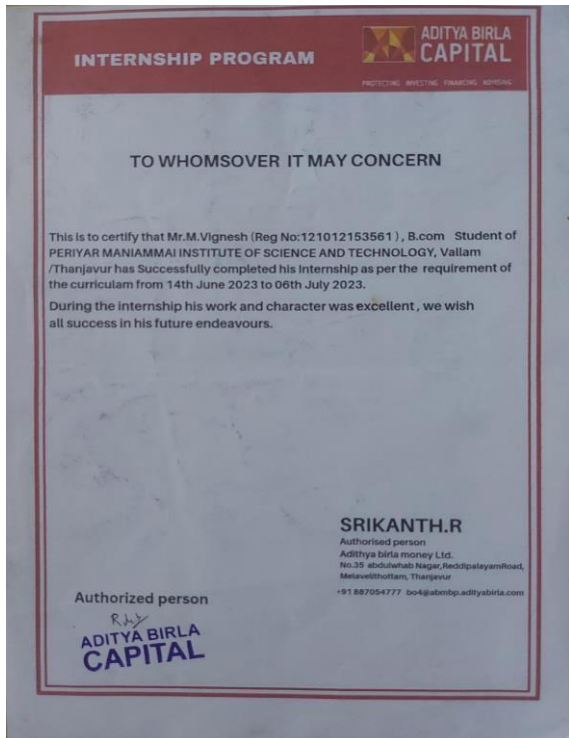 INTERNSHIP PROGRAM
ADITYA BIRLA
CAPITAL
PROTECTING INVESTING FINANCING ADVISING
TO WHOMSOVER IT MAY CONCERN
This is to certify that Mr.M.Vignesh (Reg No:121012153561), B.com Student of
PERIYAR MANIAMMAI INSTITUTE OF SCIENCE AND TECHNOLOGY, Vallam
/Thanjavur has Successfully completed his Internship as per the requirement of
the curriculam from 14th June 2023 to 06th July 2023.
During the internship his work and character was excellent, we wish
all success in his future endeavours.
SRIKANTH.R
Authorised person
Adithya birla money Ltd.
No.35 abdulwhab Nagar,ReddipalayamRoad,
Melavelithottam, Thanjavur
+91 887054777 bo4@abmbp.adityabirla.com
Authorized person
ADITYA BIRLA
CAPITAL